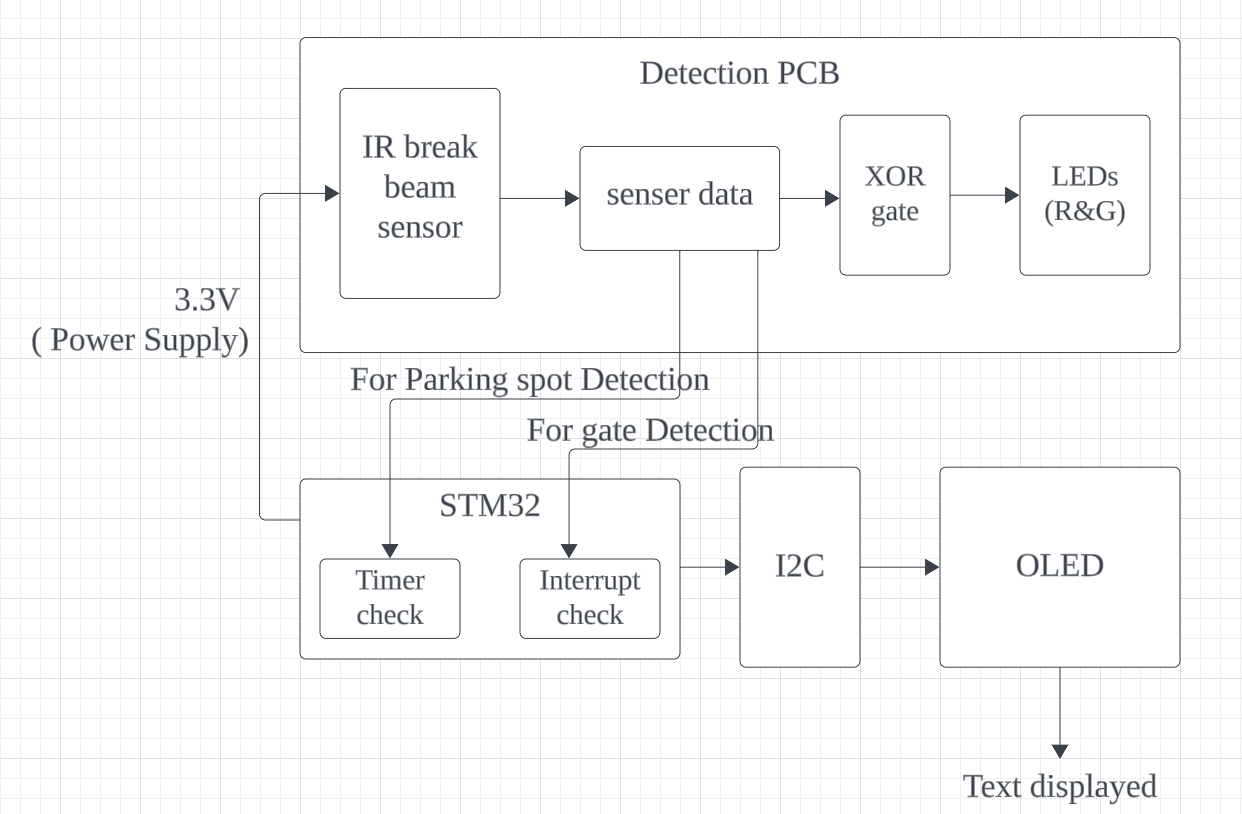 Detection PCB
IR break
beam
sensor
senser data
XOR
gate
LEDs
(R&G)
3.3V
( Power Supply)
For Parking spot Detection
For gate Detection
STM32
Timer
check
Interrupt
check
I2C
OLED
Text displayed